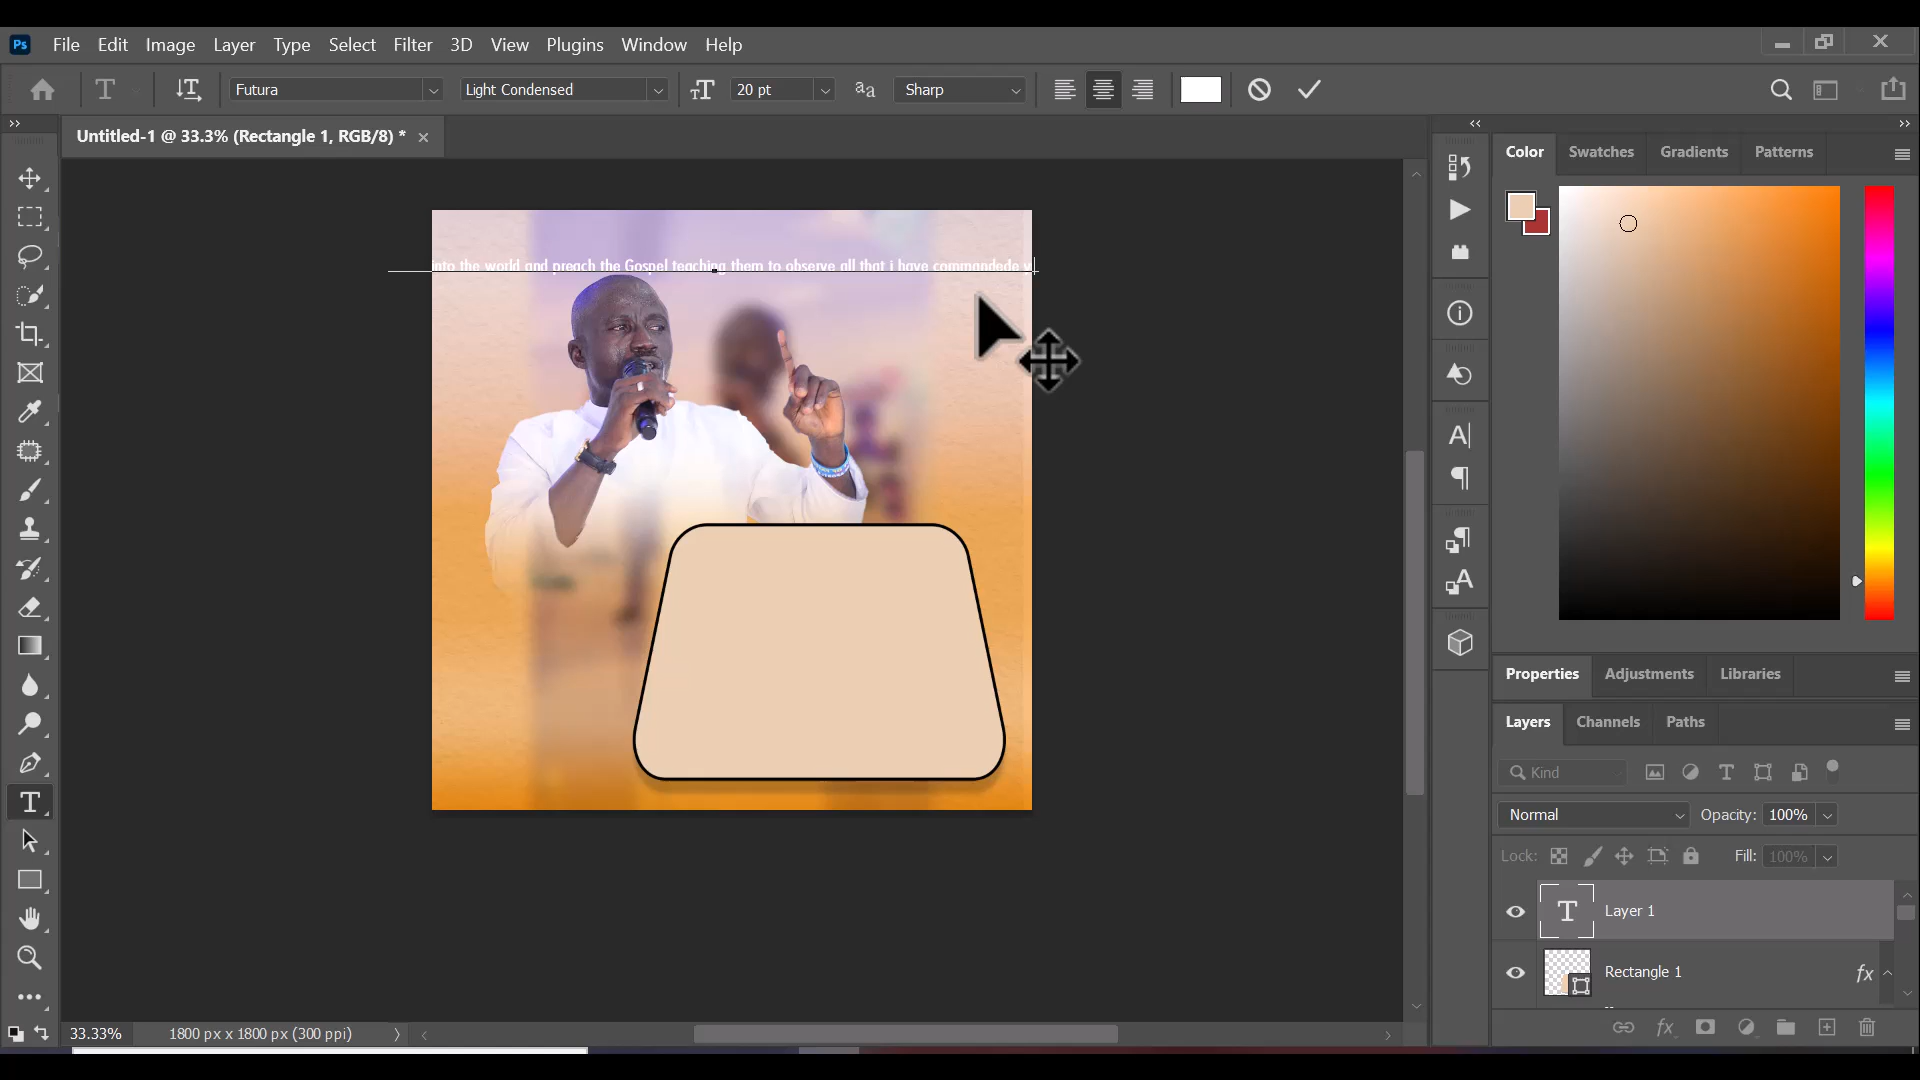 Ps File Edit Image Layer Type Select Filter 3D View Plugins Window Help
Futura Light Condensed 20 pt Sharp
Untitled-1 @ 33.3% (Rectangle 1, RGB/8) *
Color Swatches Gradients Patterns
into the world and preach the Gospel teaching them to observe all that i have commandede y
Properties Adjustments Libraries
Layers Channels Paths
Kind
Normal Opacity: 100%
Lock: Fill: 100%
Layer 1
Rectangle 1 fx
33.33% 1800 px x 1800 px (300 ppi)